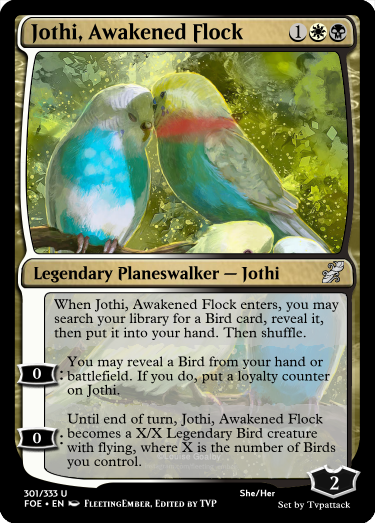 Jothi, Awakened Flock 1
Legendary Planeswalker — Jothi
When Jothi, Awakened Flock enters, you may
search your library for a Bird card, reveal it,
then put it into your hand. Then shuffle.
0: You may reveal a Bird from your hand or
battlefield. If you do, put a loyalty counter
on Jothi.
Until end of turn, Jothi, Awakened Flock
0: becomes a X/X Legendary Bird creature
with flying, where X is the number of Birds
you control.
2
301/333 U She/Her
FOE • EN FleetingEmber, Edited by TVP Set by Tvpattack